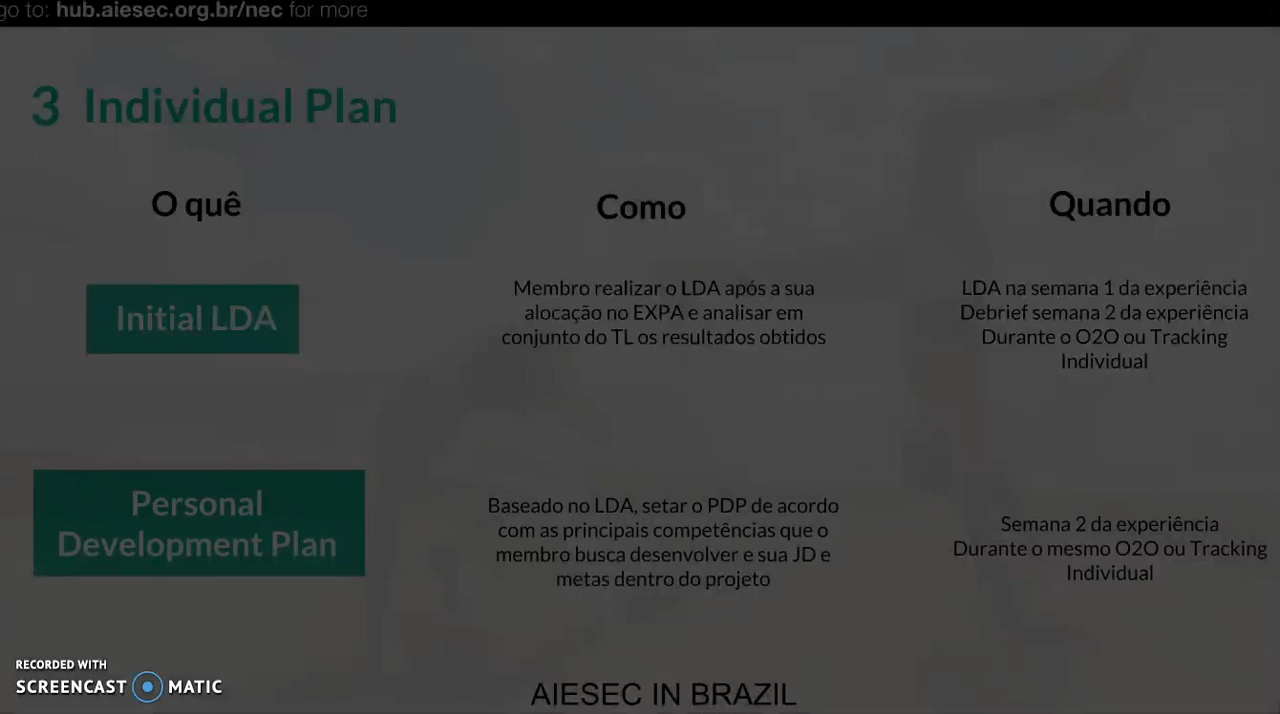 go to: hub.aiesec.org.br/nec for more
3 Individual Plan
O quê
Como
Quando
Initial LDA
Membro realizar o LDA após a sua
alocação no EXPA e analisar em
conjunto do TL os resultados obtidos
LDA na semana 1 da experiência
Debrief semana 2 da experiência
Durante o O2O ou Tracking
Individual
Personal
Development Plan
Baseado no LDA, setar o PDP de acordo
com as principais competências que o
membro busca desenvolver e sua JD e
metas dentro do projeto
Semana 2 da experiência
Durante o mesmo O2O ou Tracking
Individual
RECORDED WITH
SCREENCAST MATIC
AIESEC IN BRAZIL